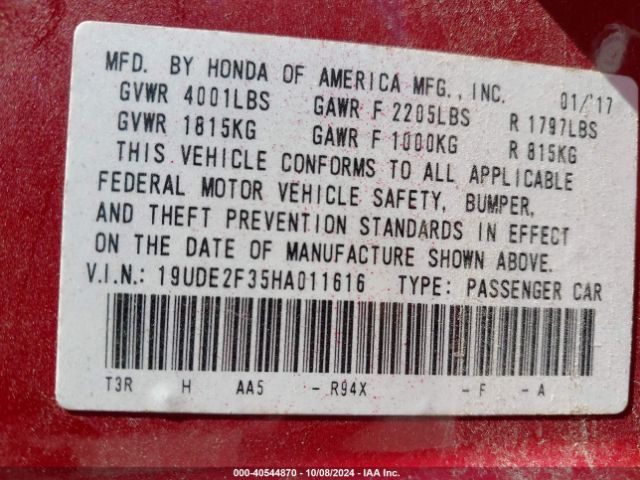 MFD. BY HONDA OF AMERICA MFG., INC. 01/'17
GVWR 4001LBS GAWR F 2205LBS R 1797LBS
GVWR 1815KG GAWR F 1000KG R 815KG
THIS VEHICLE CONFORMS TO ALL APPLICABLE
FEDERAL MOTOR VEHICLE SAFETY, BUMPER,
AND THEFT PREVENTION STANDARDS IN EFFECT
ON THE DATE OF MANUFACTURE SHOWN ABOVE.
V.I.N.: 19UDE2F35HA011616 TYPE: PASSENGER CAR
T3R H AA5 - R94X - F - A
000-40544870 - 10/08/2024 - IAA Inc.